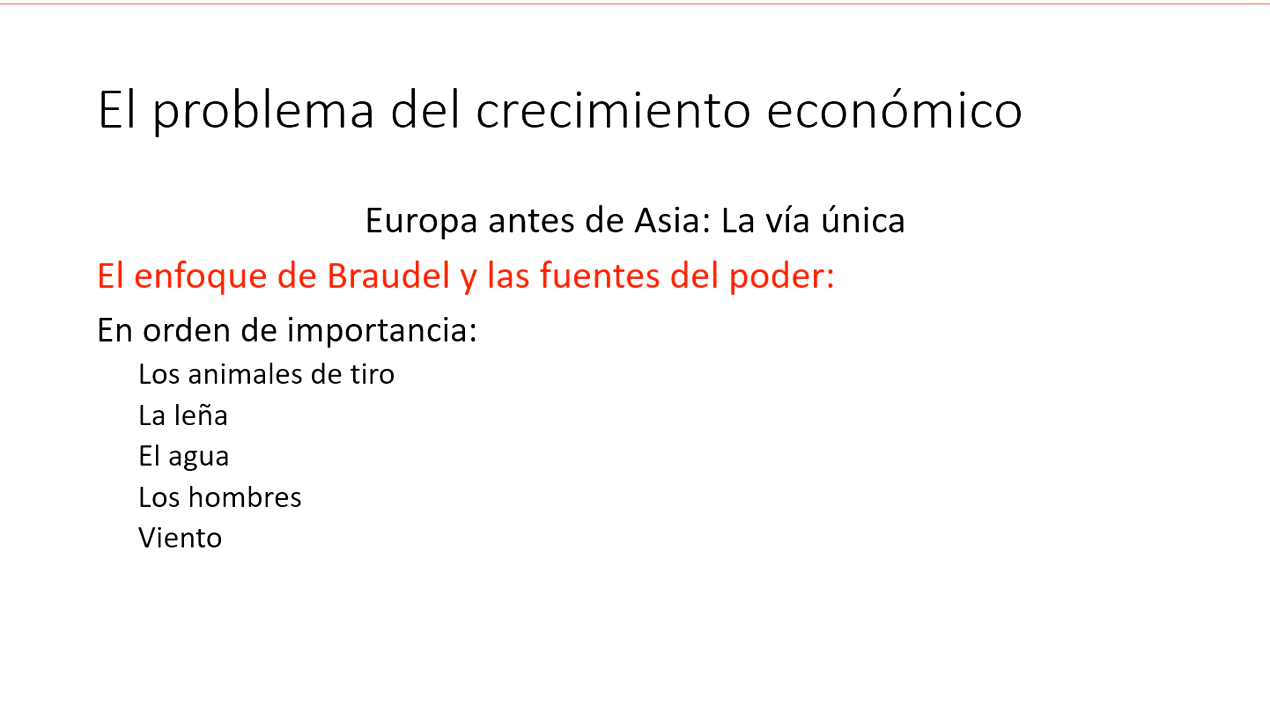 El problema del crecimiento económico
Europa antes de Asia: La vía única
El enfoque de Braudel y las fuentes del poder:
En orden de importancia:
Los animales de tiro
La leña
El agua
Los hombres
Viento